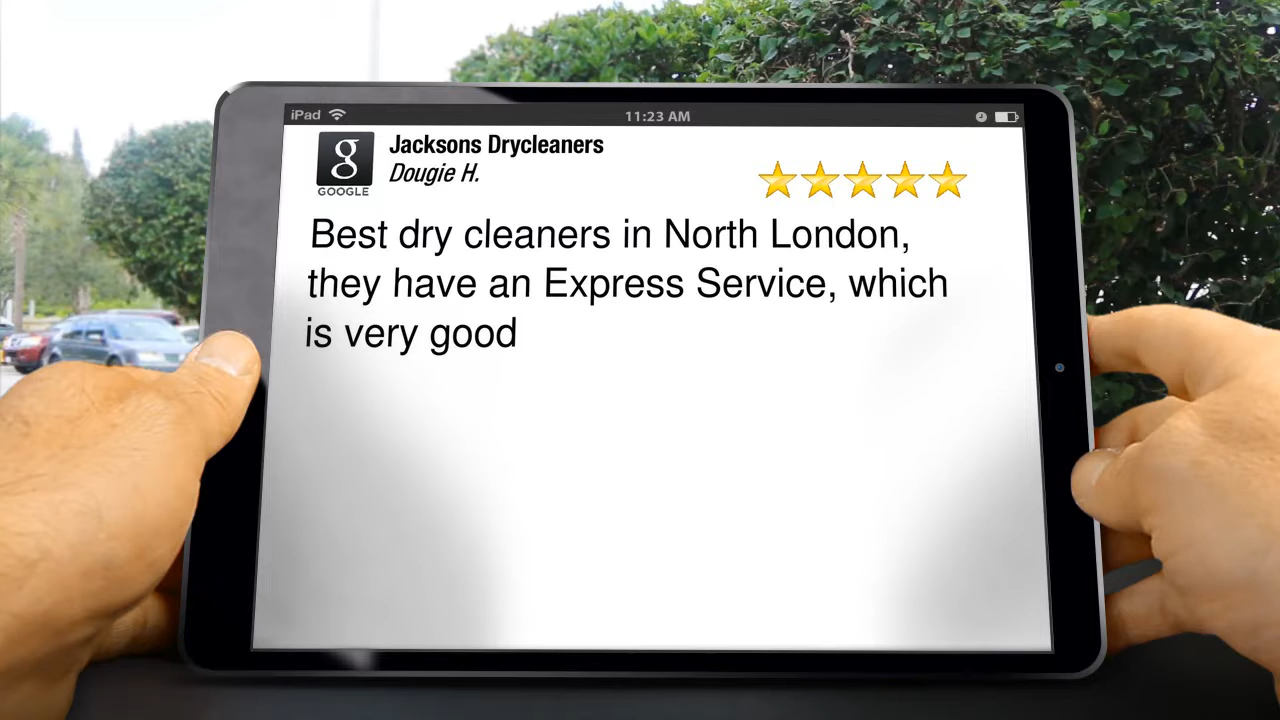 iPad 11:23 AM
g
GOOGLE
Jacksons Drycleaners
Dougie H.
Best dry cleaners in North London,
they have an Express Service, which
is very good